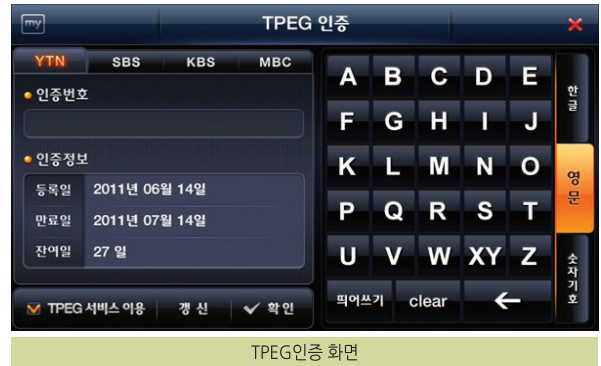 my
TPEG 인증
YTN SBS KBS MBC
인증번호
인증정보
등록일 2011년 06월 14일
만료일 2011년 07월 14일
잔여일 27 일
TPEG 서비스 이용 갱 신 확 인
A B C D E
F G H I J
K L M N O
P Q R S T
U V W XY Z
띄어쓰기 clear
한글
영문
숫자기호
TPEG인증 화면